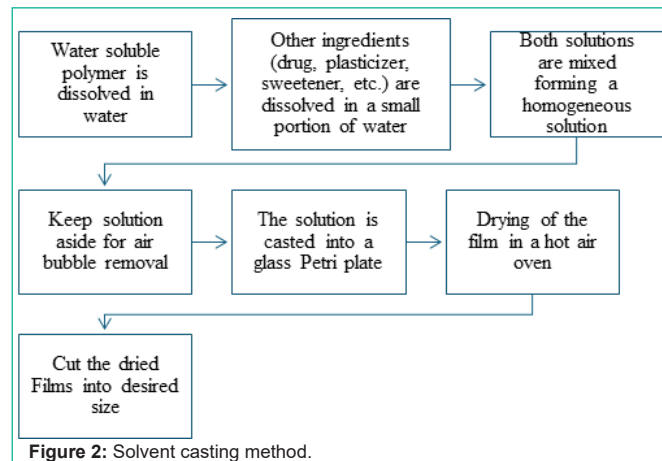 Water soluble
polymer is
dissolved in
water
Other ingredients
(drug, plasticizer,
sweetener, etc.) are
dissolved in a small
portion of water
Both solutions
are mixed
forming a
homogeneous
solution
Keep solution
aside for air
bubble removal
The solution is
casted into a
glass Petri plate
Drying of the
film in a hot air
oven
Cut the dried
Films into desired
size
Figure 2: Solvent casting method.